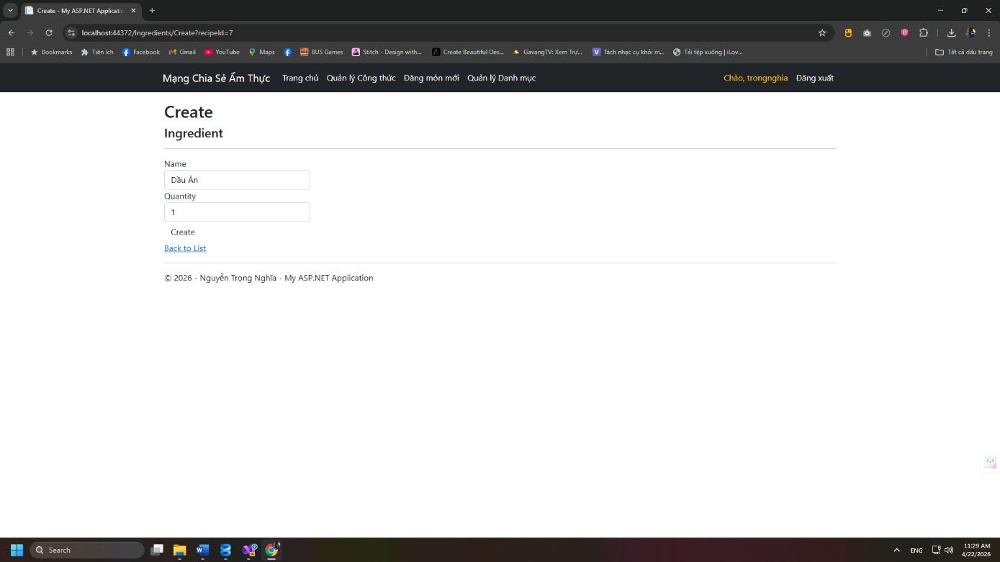 Create - My ASP.NET Applicatio
localhost:44372/Ingredients/Create?recipeId=7
Bookmarks Tiện ích Facebook Gmail YouTube Maps 8US Games Stitch - Design with... Create Beautiful Des... GavangTV: Xem Trự... Tách nhạc cụ khỏi m... Tải tệp xuống | iLov... Tất cả dấu trang
Mạng Chia Sẻ Ẩm Thực Trang chủ Quản lý Công thức Đăng món mới Quản lý Danh mục Chào, trongnghia Đăng xuất
Create
Ingredient
Name
Dầu Ăn
Quantity
1
Create
Back to List
© 2026 - Nguyễn Trọng Nghĩa - My ASP.NET Application
Search
ENG
11:29 AM
4/22/2026